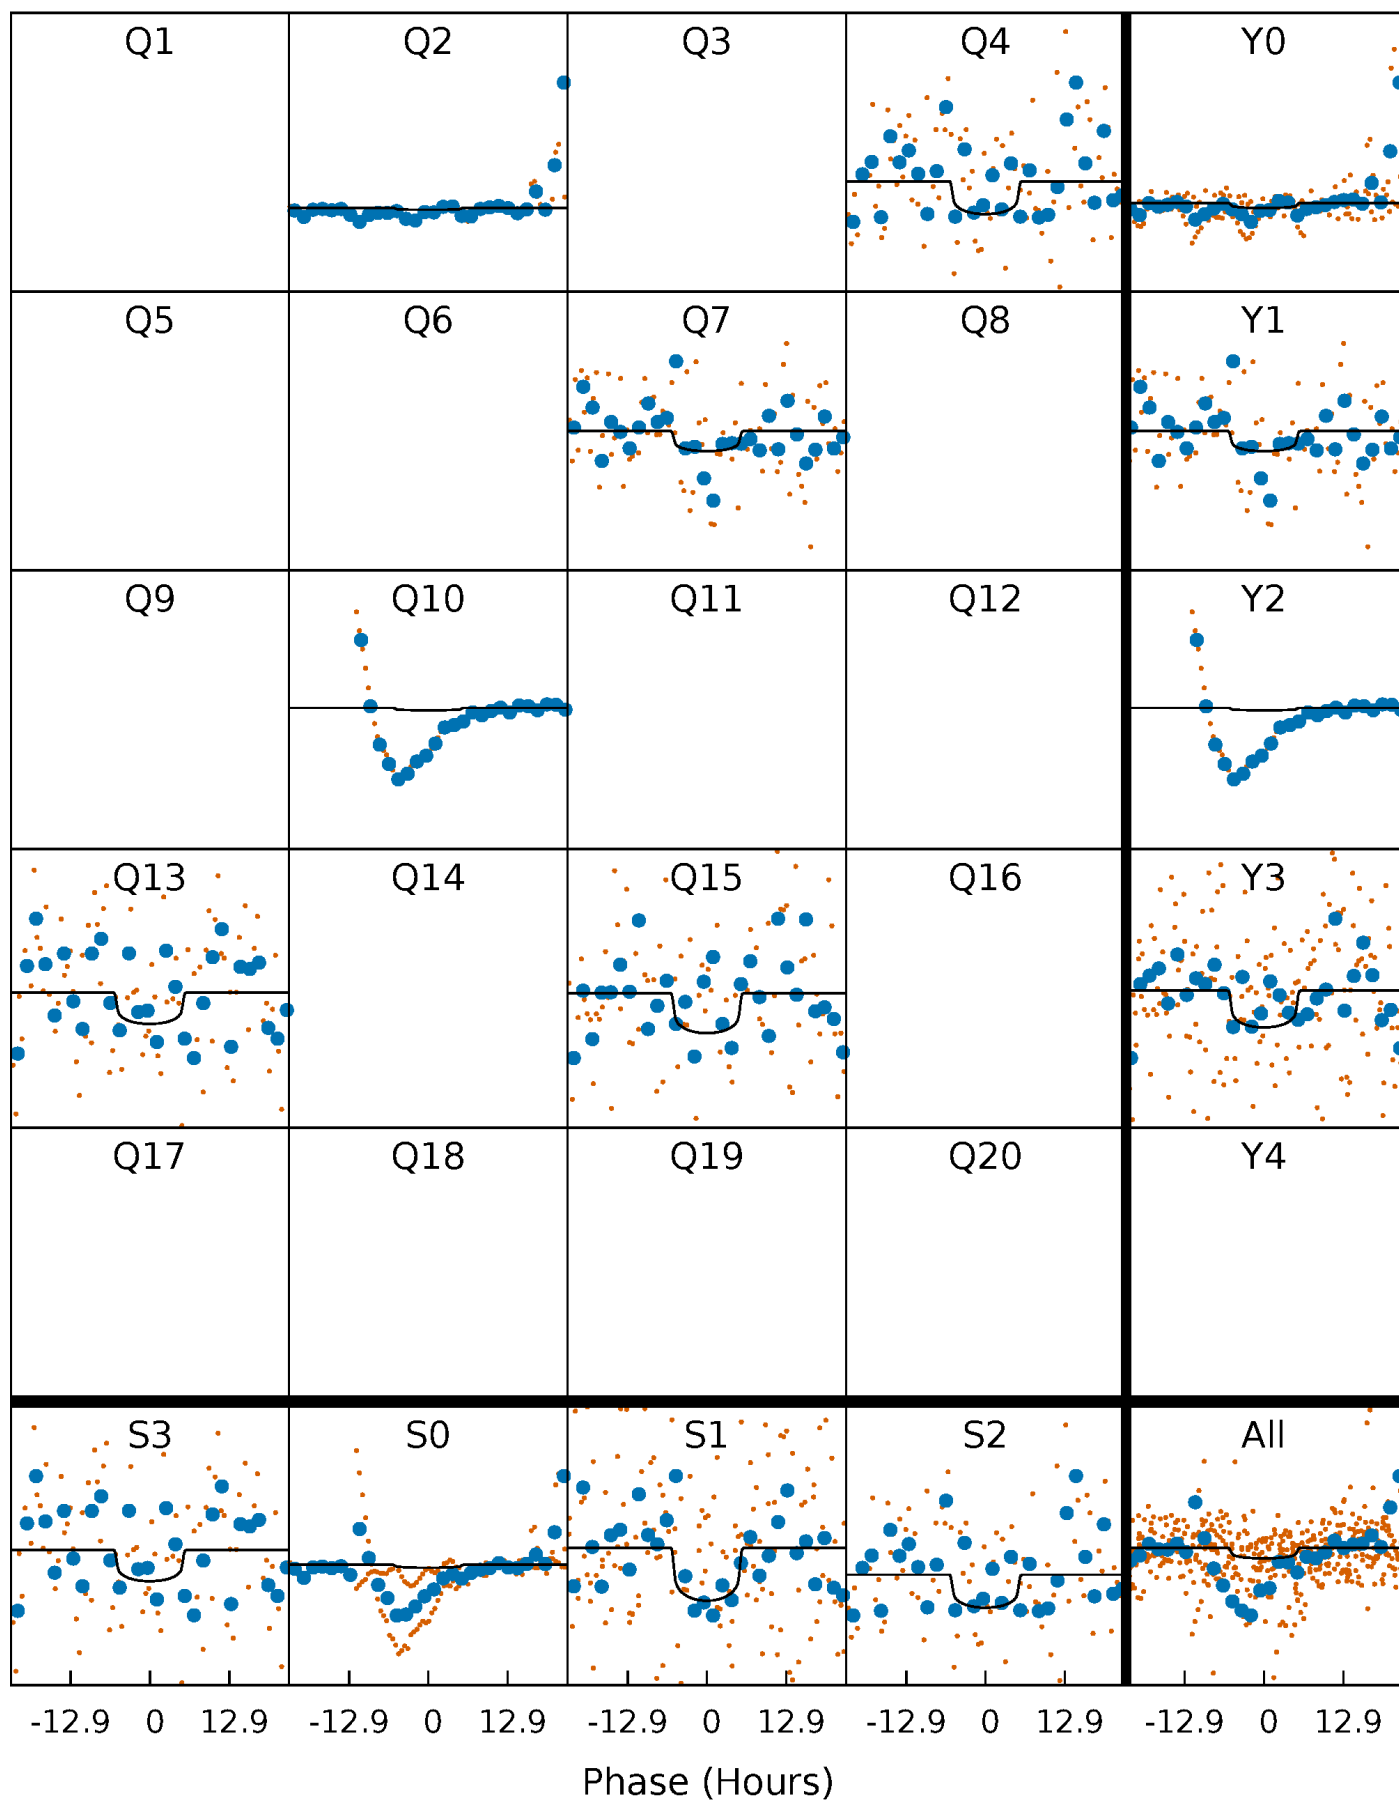 Q1 Q2 Q3 Q4 Y0
Q5 Q6 Q7 Q8 Y1
Q9 Q10 Q11 Q12 Y2
Q13 Q14 Q15 Q16 Y3
Q17 Q18 Q19 Q20 Y4
S3 S0 S1 S2 All
-12.9 0 12.9 -12.9 0 12.9 -12.9 0 12.9 -12.9 0 12.9 -12.9 0 12.9
Phase (Hours)